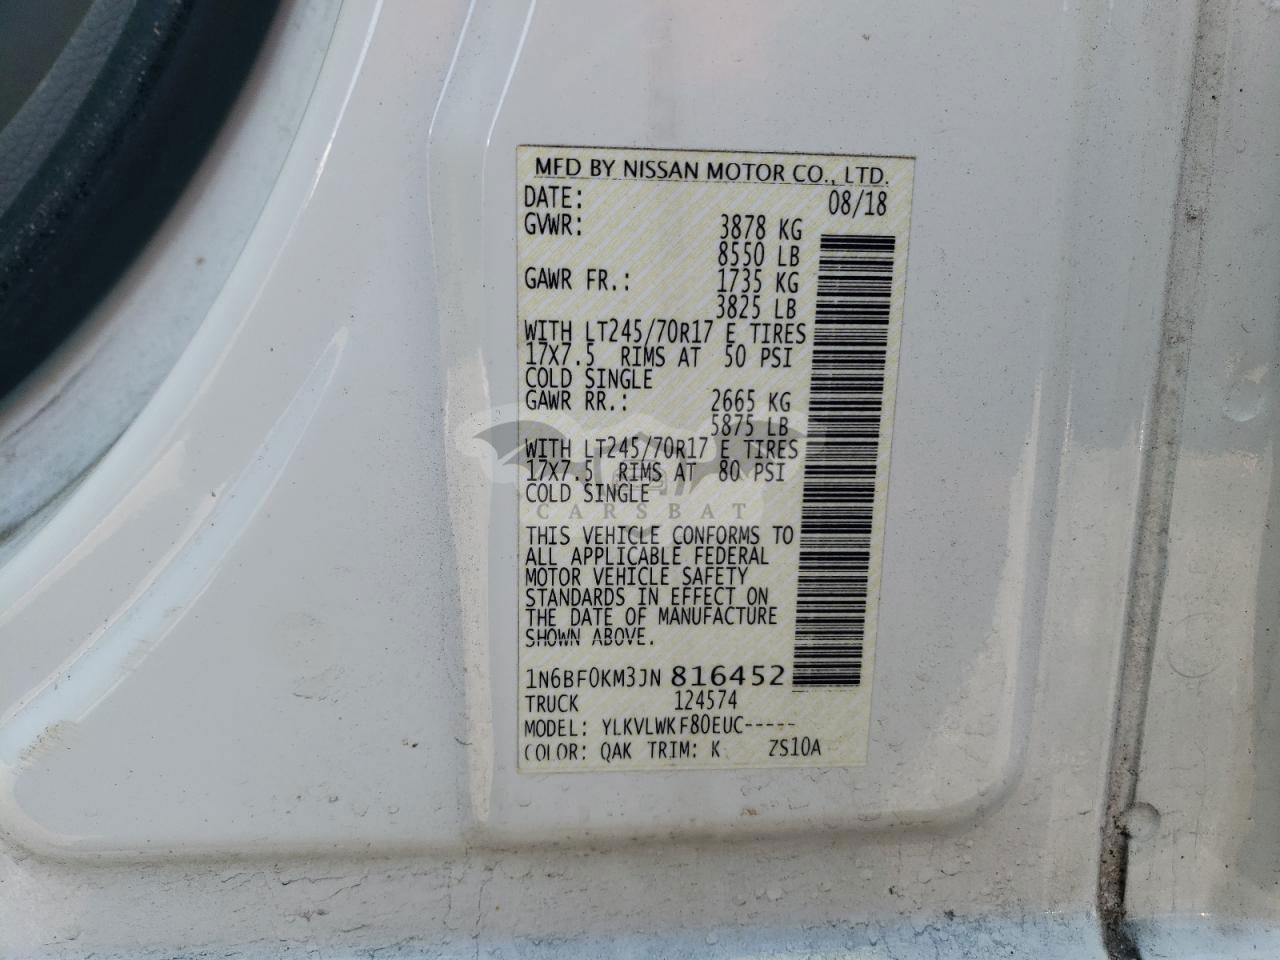 MFD BY NISSAN MOTOR CO., LTD.
DATE: 08/18
GVWR: 3878 KG
8550 LB
GAWR FR.: 1735 KG
3825 LB
WITH LT245/70R17 E TIRES
17X7.5 RIMS AT 50 PSI
COLD SINGLE
GAWR RR.: 2665 KG
5875 LB
WITH LT245/70R17 E TIRES
17X7.5 RIMS AT 80 PSI
COLD SINGLE
CARSBAT
THIS VEHICLE CONFORMS TO
ALL APPLICABLE FEDERAL
MOTOR VEHICLE SAFETY
STANDARDS IN EFFECT ON
THE DATE OF MANUFACTURE
SHOWN ABOVE.
1N6BF0KM3JN 816452
TRUCK 124574
MODEL: YLKVLWKF80EUC-----
COLOR: QAK TRIM: K ZS10A